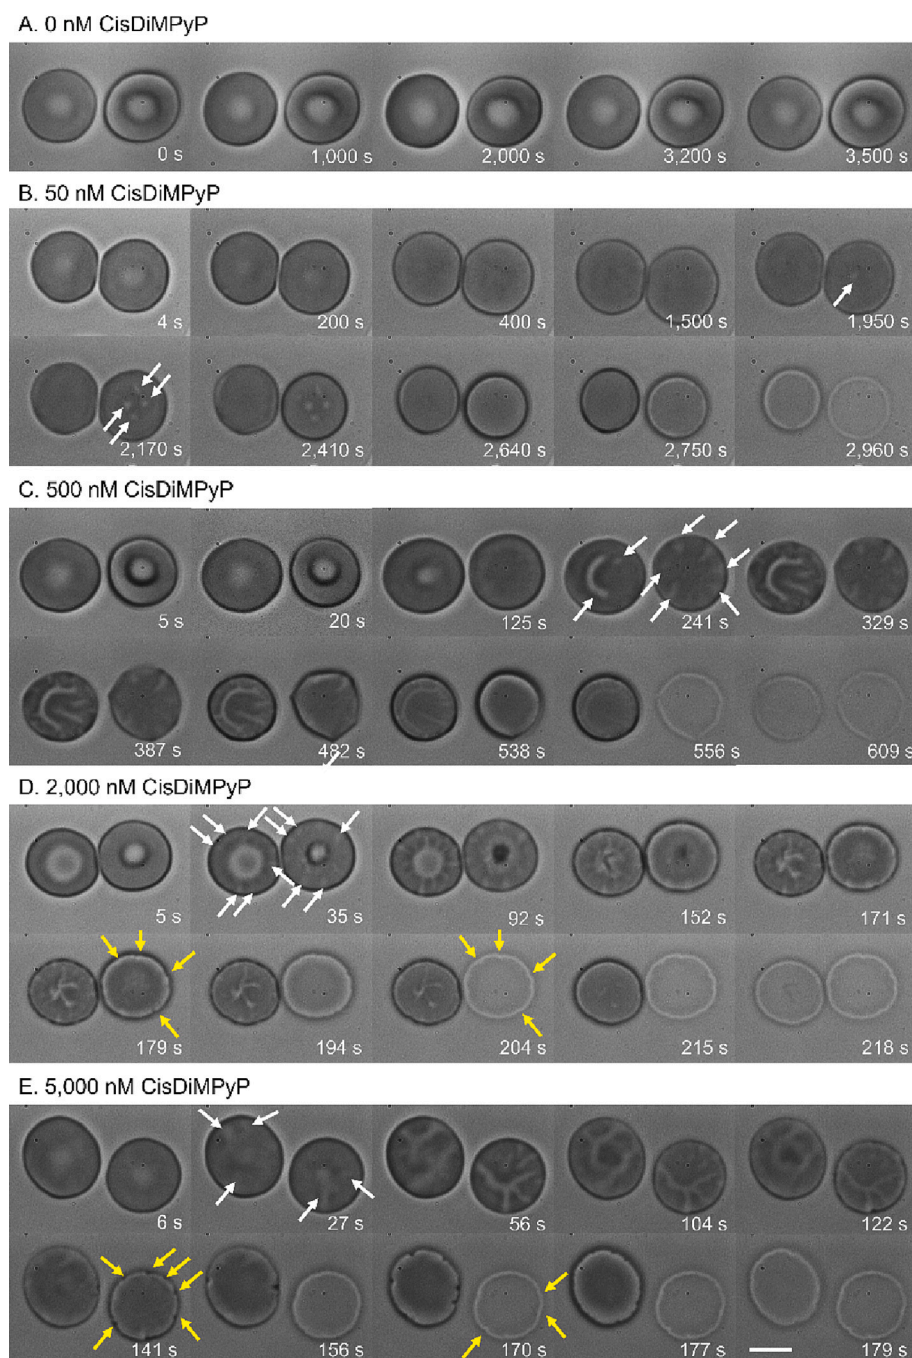 A. 0 nM CisDiMPyP
0 s 1,000 s 2,000 s 3,200 s 3,500 s
B. 50 nM CisDiMPyP
4 s 200 s 400 s 1,500 s 1,950 s
2,170 s 2,410 s 2,640 s 2,750 s 2,960 s
C. 500 nM CisDiMPyP
5 s 20 s 125 s 241 s 329 s
387 s 482 s 538 s 556 s 609 s
D. 2,000 nM CisDiMPyP
5 s 35 s 92 s 152 s 171 s
179 s 194 s 204 s 215 s 218 s
E. 5,000 nM CisDiMPyP
6 s 27 s 56 s 104 s 122 s
141 s 156 s 170 s 177 s 179 s